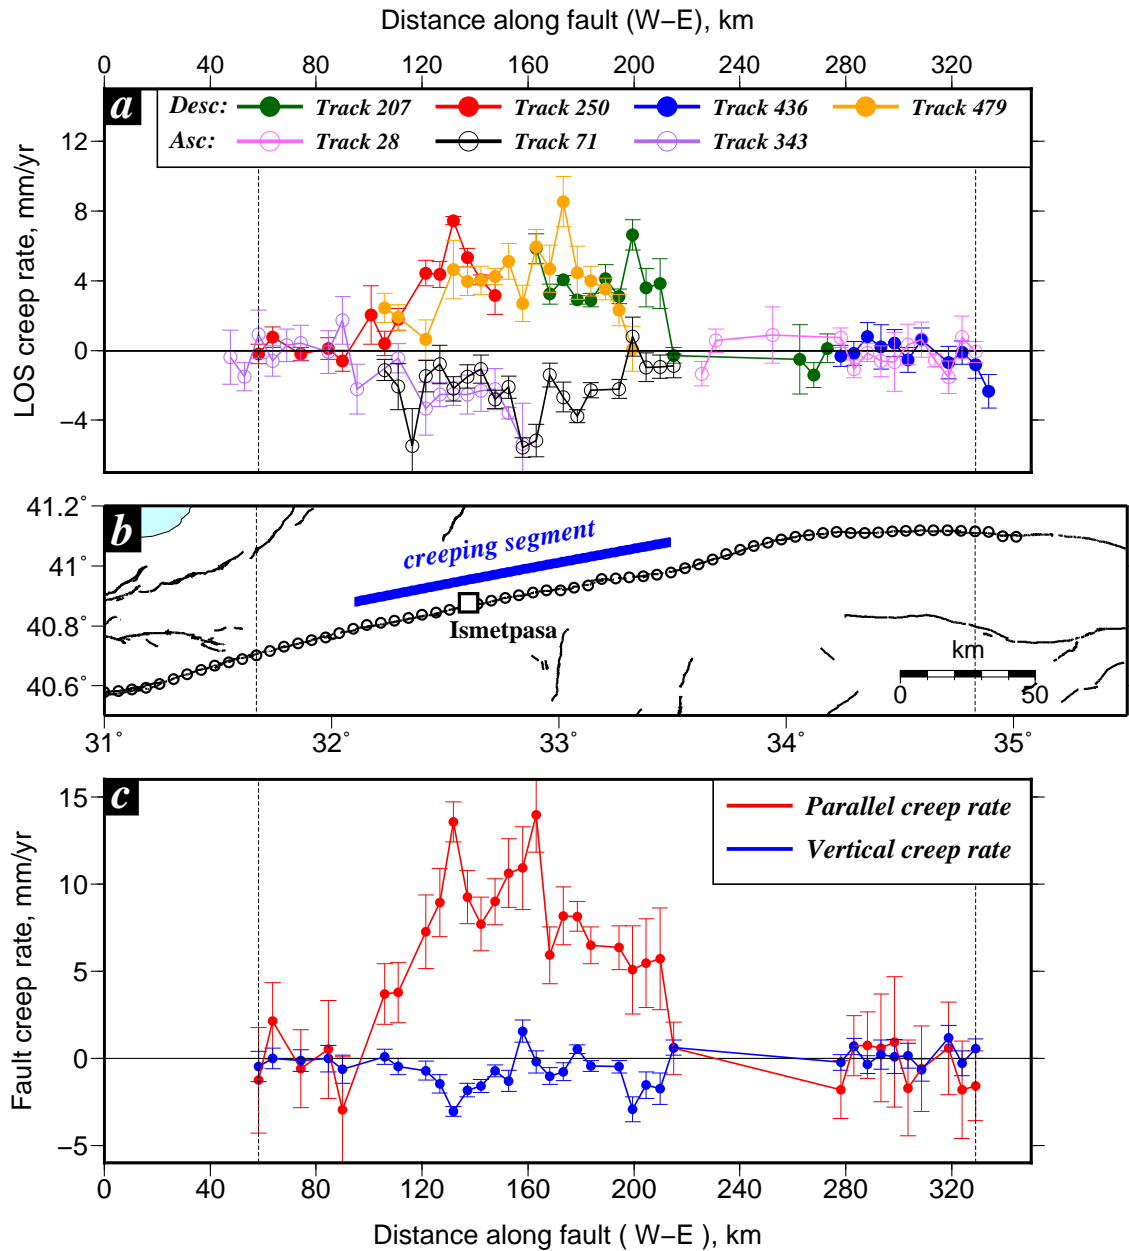 Distance along fault (W−E), km
0 40 80 120 160 200 240 280 320
a
Desc: Track 207 Track 250 Track 436 Track 479
Asc: Track 28 Track 71 Track 343
LOS creep rate, mm/yr
12
8
4
0
−4
41.2˚
41˚
40.8˚
40.6˚
b
creeping segment
Ismetpasa
km
0 50
31˚ 32˚ 33˚ 34˚ 35˚
c
Parallel creep rate
Vertical creep rate
Fault creep rate, mm/yr
15
10
5
0
−5
0 40 80 120 160 200 240 280 320
Distance along fault ( W−E ), km